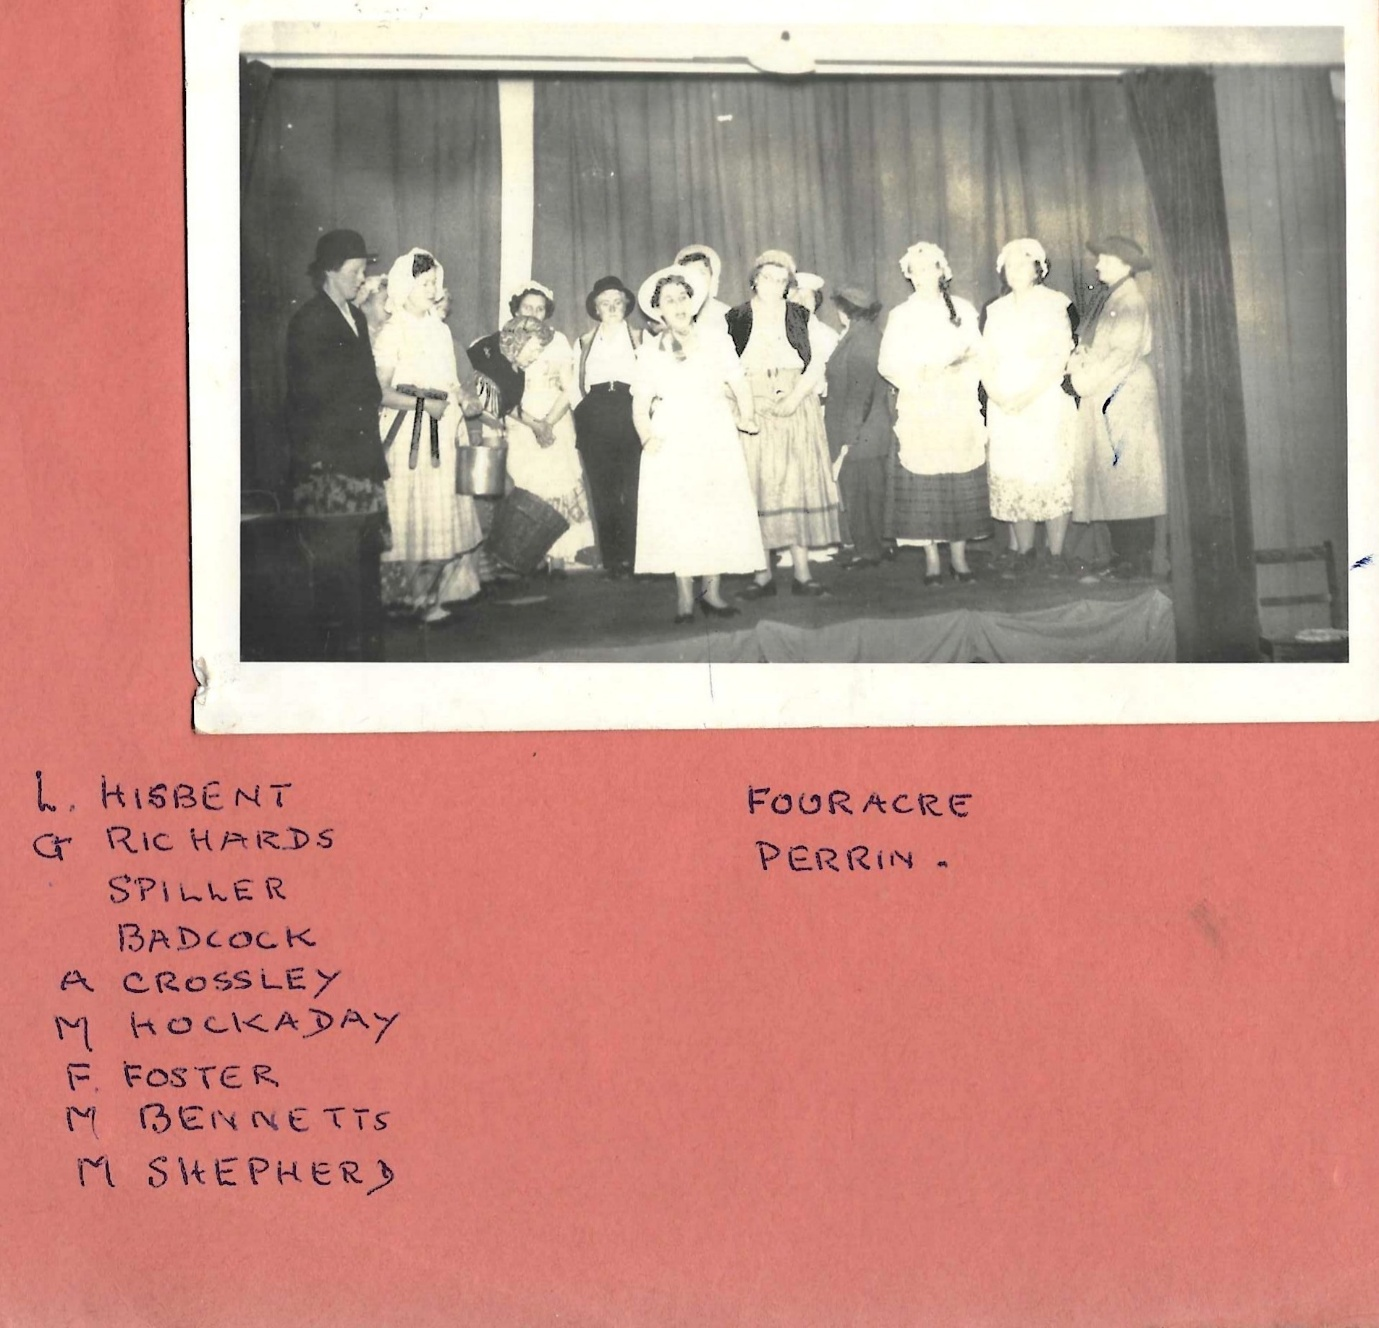 L. HISBENT
G RICHARDS
SPILLER
BADCOCK
A CROSSLEY
M HOCKADAY
F. FOSTER
M BENNETTS
M SHEPHERD
FOURACRE
PERRIN.